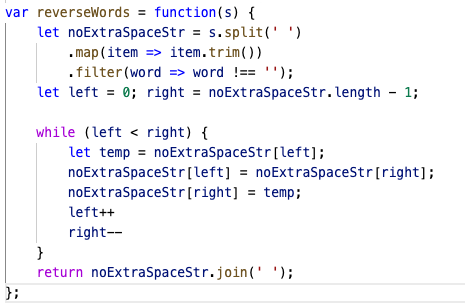 var reverseWords = function(s) {
    let noExtraSpaceStr = s.split(' ')
        .map(item => item.trim())
        .filter(word => word !== '');
    let left = 0; right = noExtraSpaceStr.length - 1;

    while (left < right) {
        let temp = noExtraSpaceStr[left];
        noExtraSpaceStr[left] = noExtraSpaceStr[right];
        noExtraSpaceStr[right] = temp;
        left++
        right--
    }
    return noExtraSpaceStr.join(' ');
};